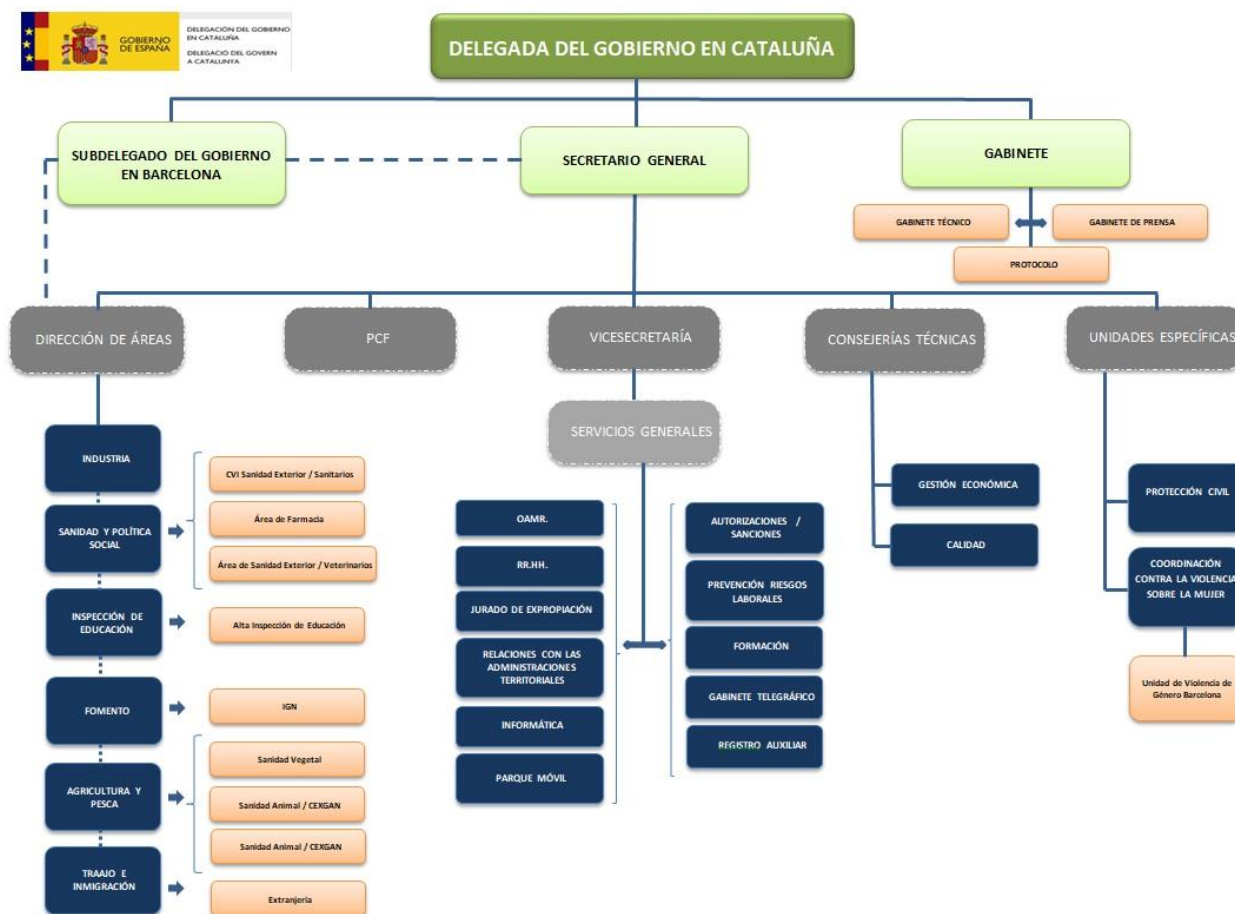 GOBIERNO
DE ESPAÑA
DELEGACIÓN DEL GOBIERNO
EN CATALUÑA
DELEGACIÓ DEL GOVERN
A CATALUNYA
DELEGADA DEL GOBIERNO EN CATALUÑA
SUBDELEGADO DEL GOBIERNO
EN BARCELONA
SECRETARIO GENERAL
GABINETE
GABINETE TÉCNICO
GABINETE DE PRENSA
PROTOCOLO
DIRECCIÓN DE ÁREAS
PCF
VICESECRETARÍA
CONSEJERÍAS TÉCNICAS
UNIDADES ESPECÍFICAS
SERVICIOS GENERALES
INDUSTRIA
SANIDAD Y POLÍTICA
SOCIAL
INSPECCIÓN DE
EDUCACIÓN
FOMENTO
AGRICULTURA Y
PESCA
TRAAJO E
INMIGRACIÓN
CVI Sanidad Exterior / Sanitarios
Área de Farmacia
Área de Sanidad Exterior / Veterinarios
Alta Inspección de Educación
IGN
Sanidad Vegetal
Sanidad Animal / CEXGAN
Sanidad Animal / CEXGAN
Extranjería
OAMR.
RR.HH.
JURADO DE EXPROPIACIÓN
RELACIONES CON LAS
ADMINISTRACIONES
TERRITORIALES
INFORMÁTICA
PARQUE MÓVIL
AUTORIZACIONES /
SANCIONES
PREVENCIÓN RIESGOS
LABORALES
FORMACIÓN
GABINETE TELEGRÁFICO
REGISTRO AUXILIAR
GESTIÓN ECONÓMICA
CALIDAD
PROTECCIÓN CIVIL
COORDINACIÓN
CONTRA LA VIOLENCIA
SOBRE LA MUJER
Unidad de Violencia de
Género Barcelona